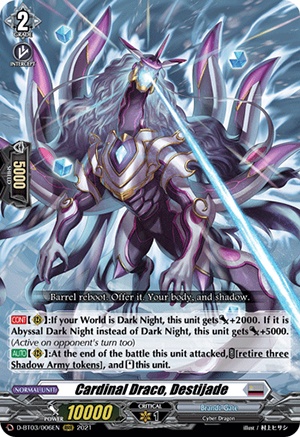 2
GRADE
INTERCEPT
5000
SHIELD
Barrel reboot. Offer it. Your body, and shadow.
[CONT][ ]:If your World is Dark Night, this unit gets +2000. If it is
Abyssal Dark Night instead of Dark Night, this unit gets +5000.
(Active on opponent's turn too)
[AUTO][ ]:At the end of the battle this unit attacked, [retire three
Shadow Army tokens], and [ ] this unit.
NORMAL UNIT
Cardinal Draco, Destijade
POWER 10000
CRITICAL
1
Brandt Gate
Cyber Dragon
D-BT03/006EN RRR 2021